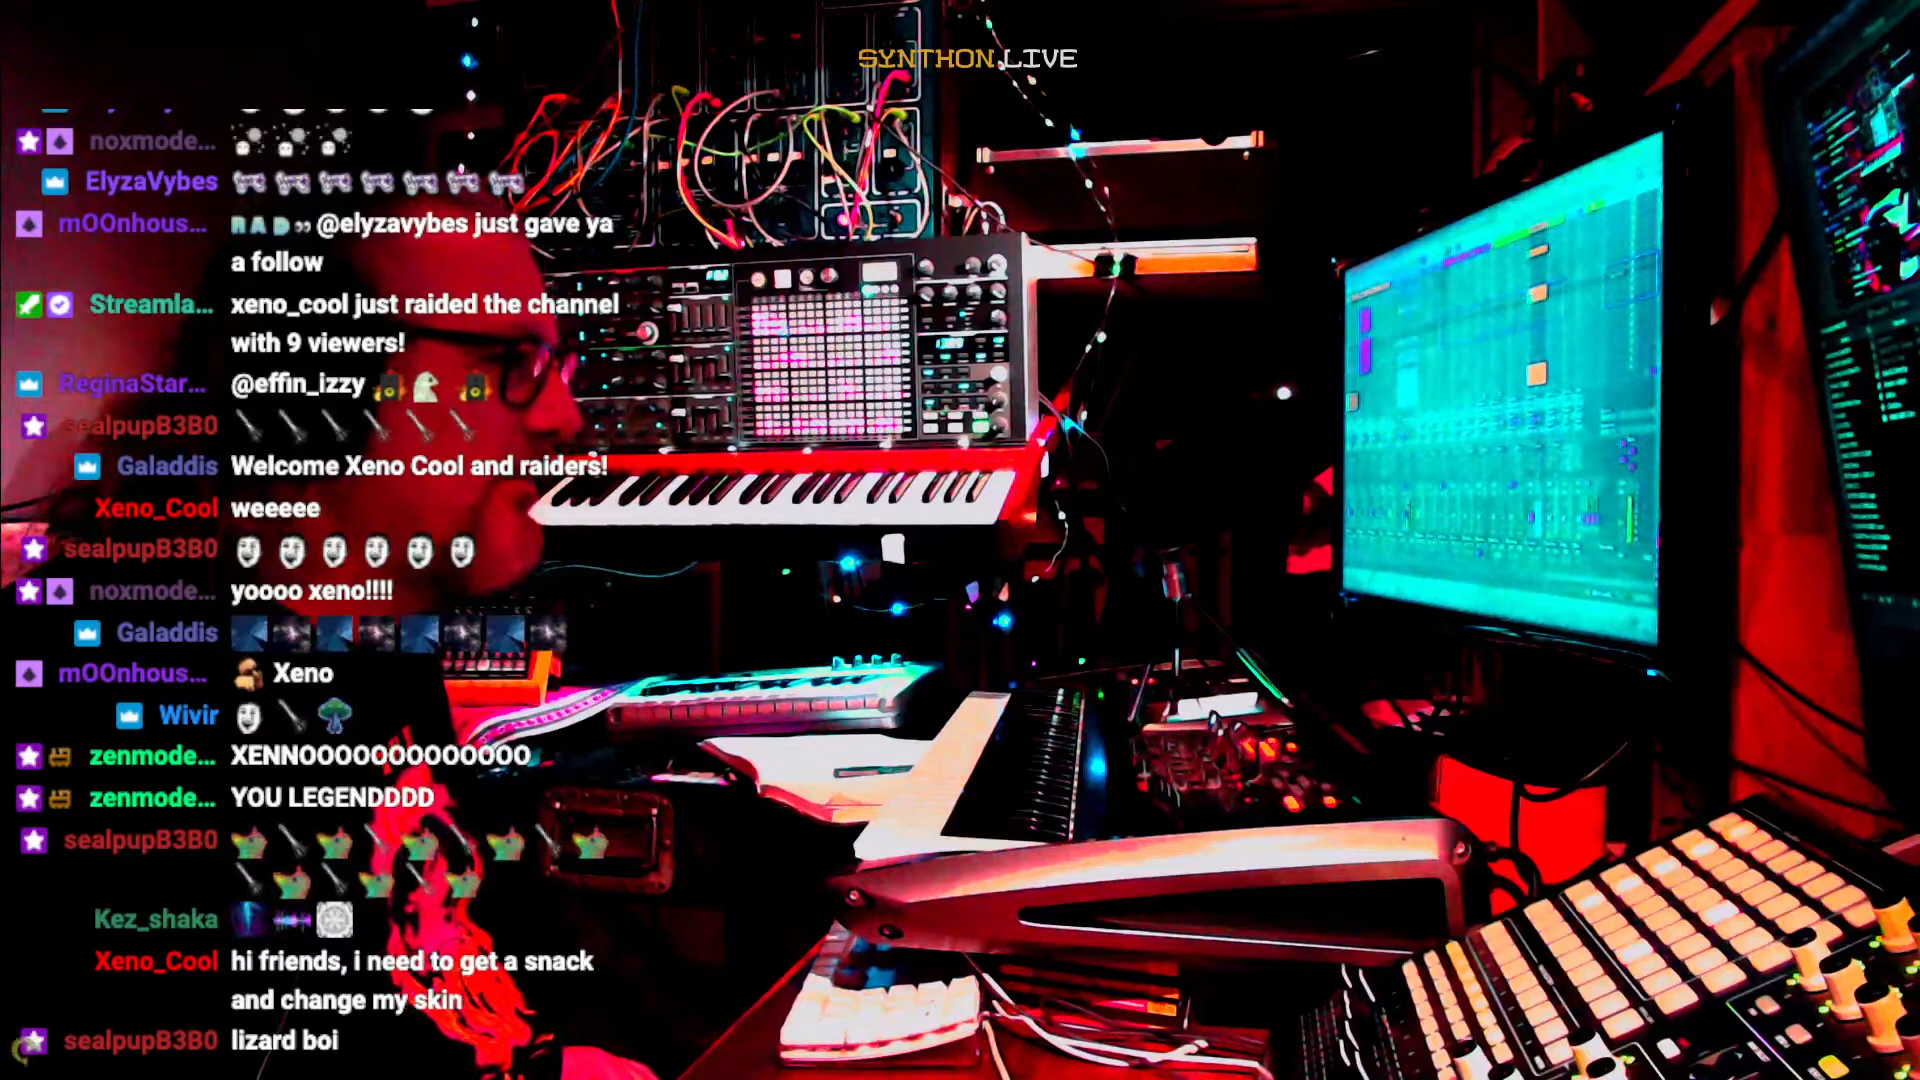 SYNTHON.LIVE
noxmode...
ElyzaVybes
mOOnhous... RAD @elyzavybes just gave ya
a follow
Streamla... xeno_cool just raided the channel
with 9 viewers!
ReginaStar... @effin_izzy
sealpupB3B0
Galaddis Welcome Xeno Cool and raiders!
Xeno_Cool weeeee
sealpupB3B0
noxmode... yoooo xeno!!!!
Galaddis
mOOnhous... Xeno
Wivir
zenmode... XENNOOOOOOOOOOOOO
zenmode... YOU LEGENDDDD
sealpupB3B0
Kez_shaka
Xeno_Cool hi friends, i need to get a snack
and change my skin
sealpupB3B0 lizard boi